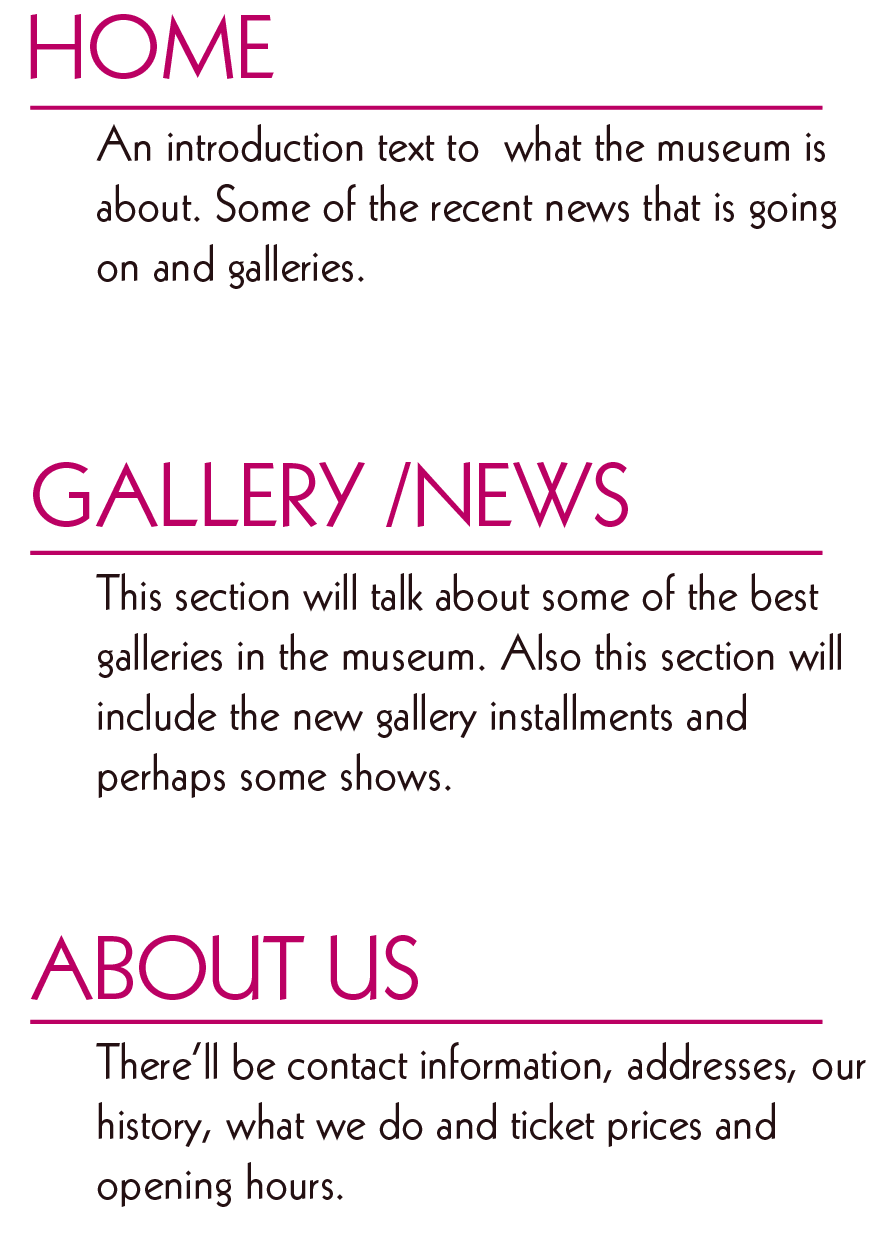 HOME
An introduction text to  what the museum is
about. Some of the recent news that is going
on and galleries.
GALLERY /NEWS
This section will talk about some of the best
galleries in the museum. Also this section will
include the new gallery installments and
perhaps some shows.
ABOUT US
There'll be contact information, addresses, our
history, what we do and ticket prices and
opening hours.